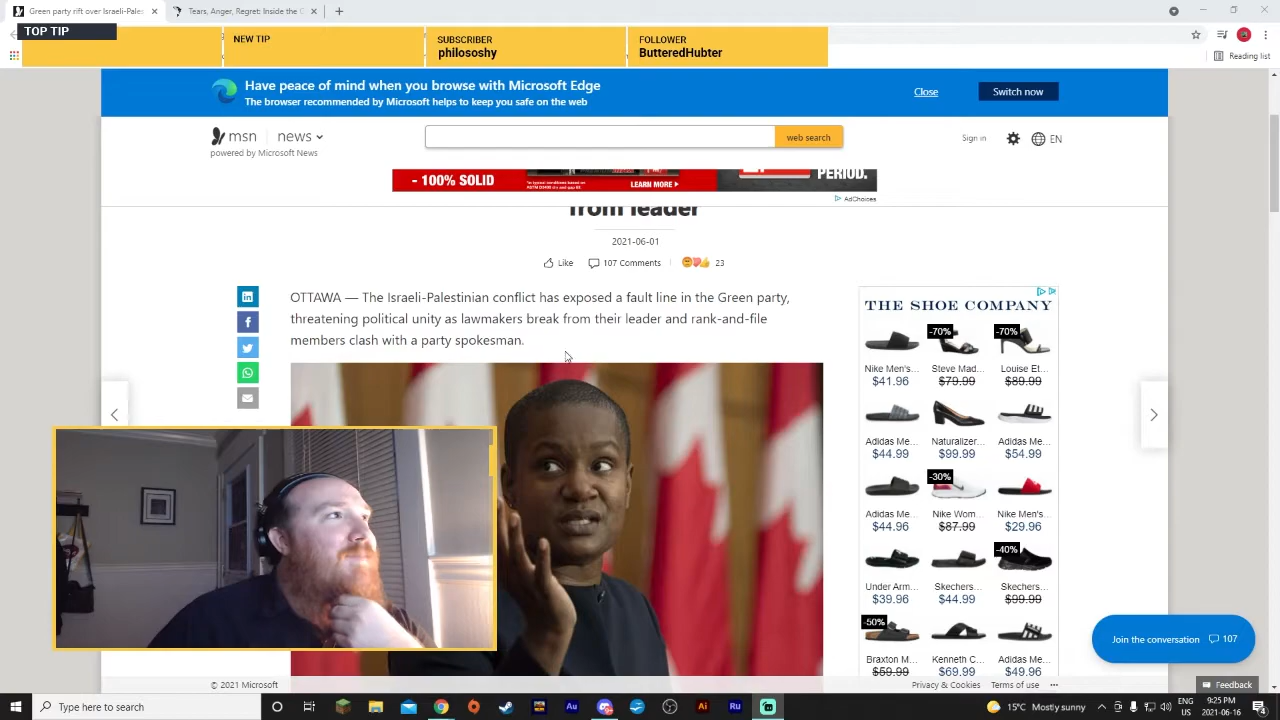 Green party rift over Israeli-Pales
Tears, Anger, Regret: Inside the C
TOP TIP
NEW TIP
SUBSCRIBER
philososhy
FOLLOWER
ButteredHubter
Reading list
Have peace of mind when you browse with Microsoft Edge
The browser recommended by Microsoft helps to keep you safe on the web
Close
Switch now
msn
news
powered by Microsoft News
web search
Sign in
EN
- 100% SOLID
LEARN MORE
PERIOD.
AdChoices
from leader
2021-06-01
Like
107 Comments
23
OTTAWA — The Israeli-Palestinian conflict has exposed a fault line in the Green party,
threatening political unity as lawmakers break from their leader and rank-and-file
members clash with a party spokesman.
THE SHOE COMPANY
-70%
-70%
Nike Men's...
Steve Mad...
Louise Et...
$41.96
$79.99
$89.99
Adidas Me...
Naturalizer...
Adidas Me...
$44.99
$99.99
$54.99
-30%
Adidas Me...
Nike Wom...
Nike Men's...
$44.96
$87.99
$29.96
-40%
Under Arm...
Skechers...
Skechers...
$39.96
$44.99
$99.99
-50%
Braxton M...
Kenneth C...
Adidas Me...
$59.99
$69.99
$49.96
Join the conversation
107
© 2021 Microsoft
Privacy & Cookies
Terms of use
Feedback
Type here to search
Au
Ai
Ru
15°C Mostly sunny
ENG
US
9:25 PM
2021-06-16
4